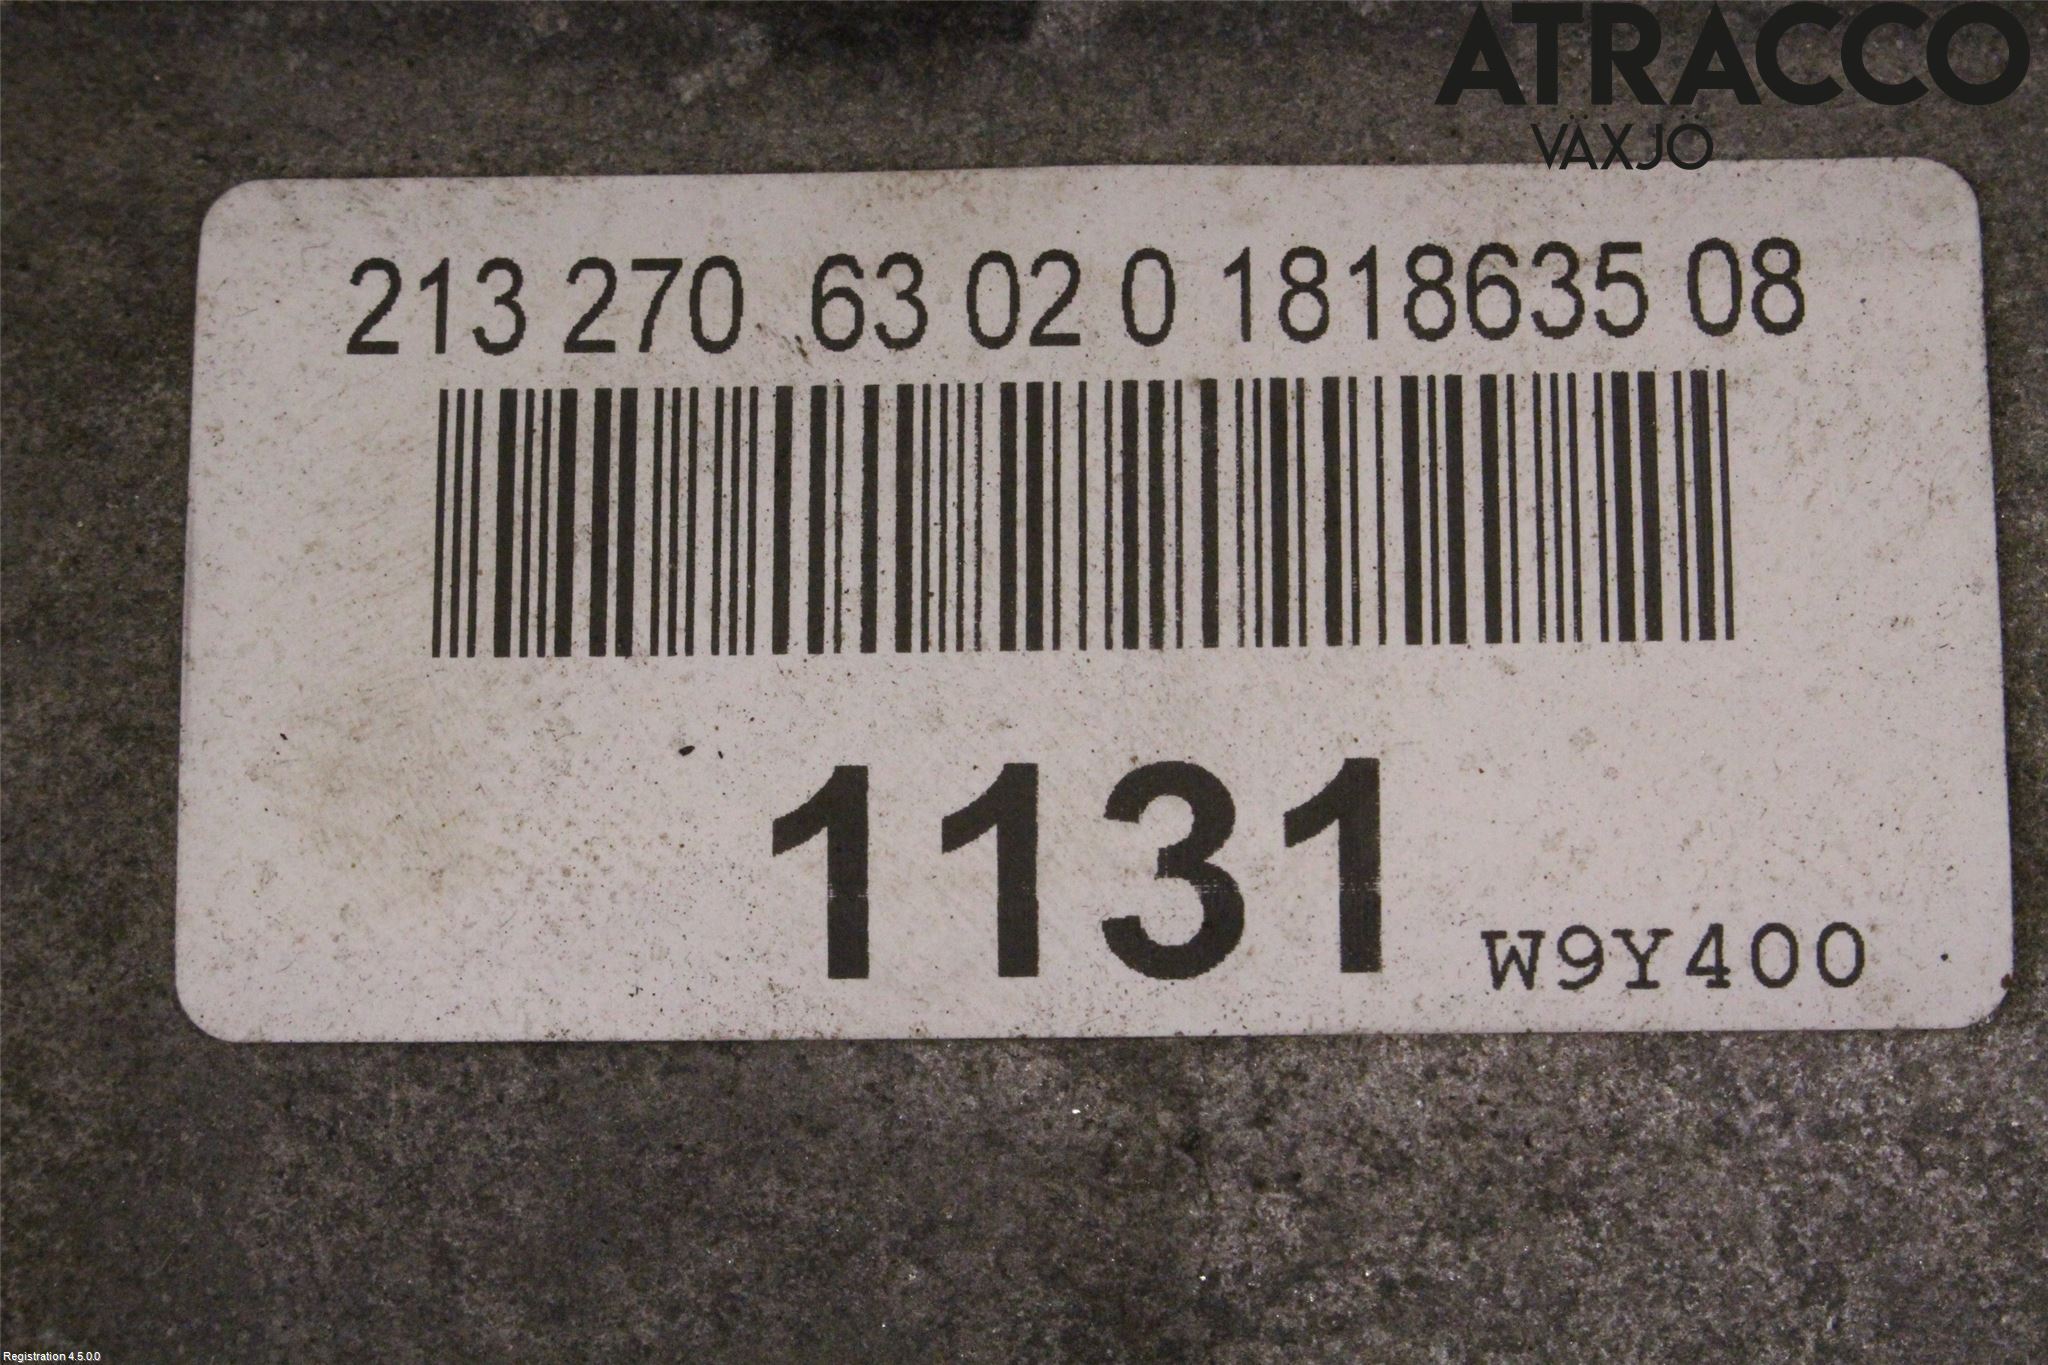 ATRACCO
VÄXJÖ
213 270 63 02 0 1818635 08
1131
W9Y400
Registration 4.5.0.0